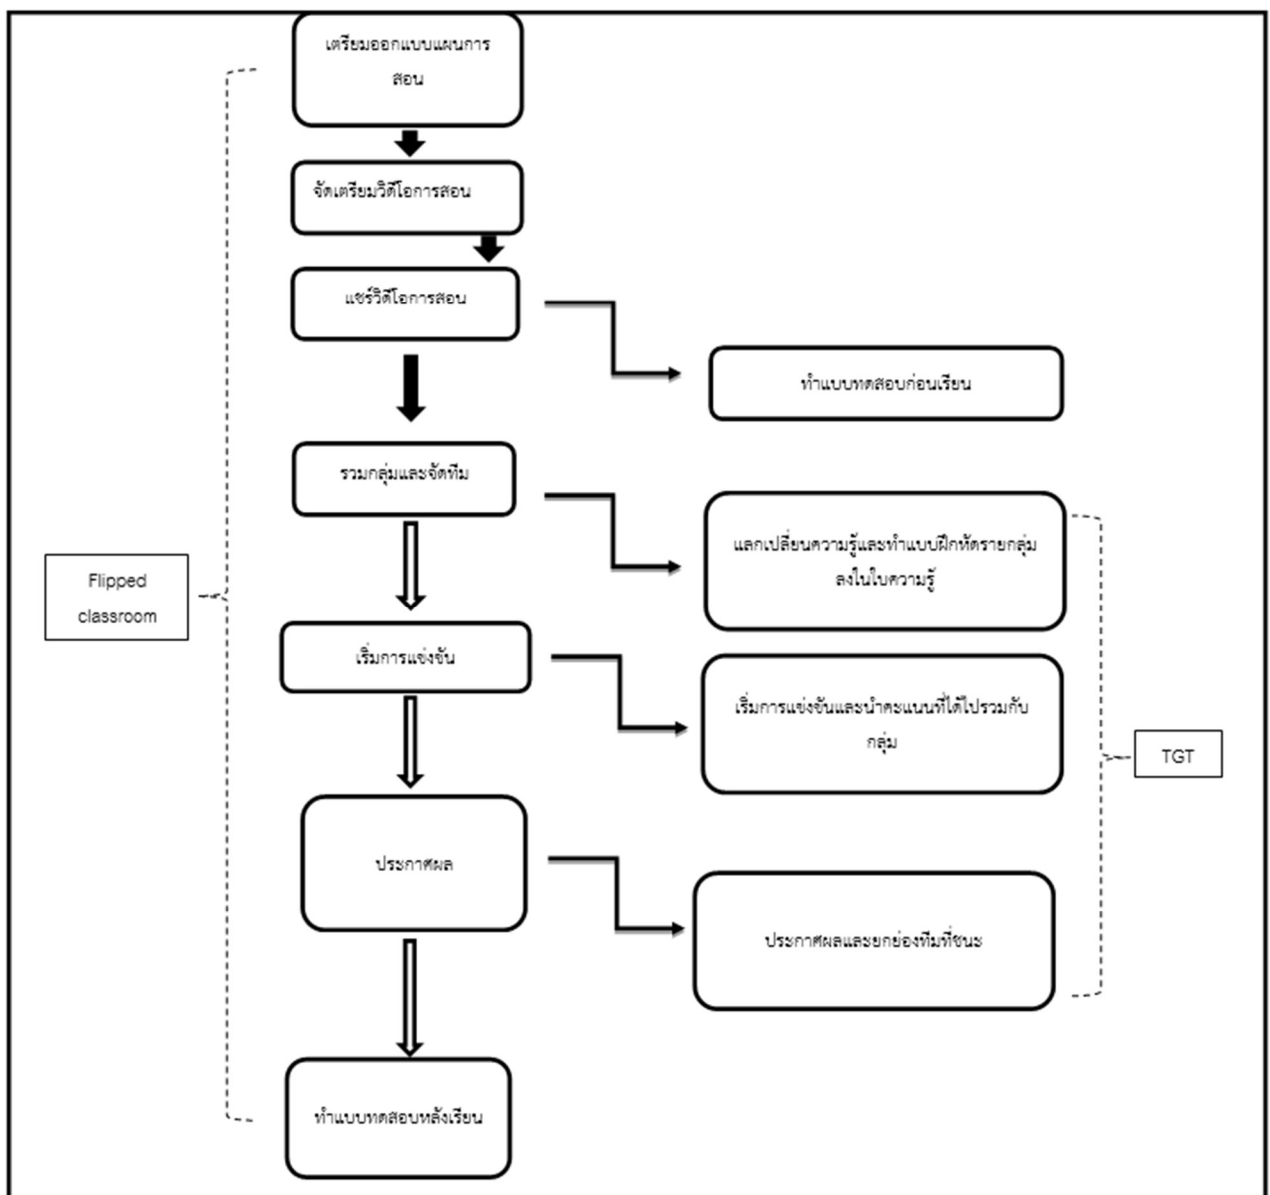 เตรียมออกแบบแผนการ
สอน
จัดเตรียมวิดีโอการสอน
แชร์วิดีโอการสอน
ทำแบบทดสอบก่อนเรียน
รวมกลุ่มและจัดทีม
แลกเปลี่ยนความรู้และทำแบบฝึกหัดรายกลุ่ม
ลงในใบความรู้
Flipped
classroom
เริ่มการแข่งขัน
เริ่มการแข่งขันและนำคะแนนที่ได้ไปรวมกับ
กลุ่ม
TGT
ประกาศผล
ประกาศผลและยกย่องทีมที่ชนะ
ทำแบบทดสอบหลังเรียน